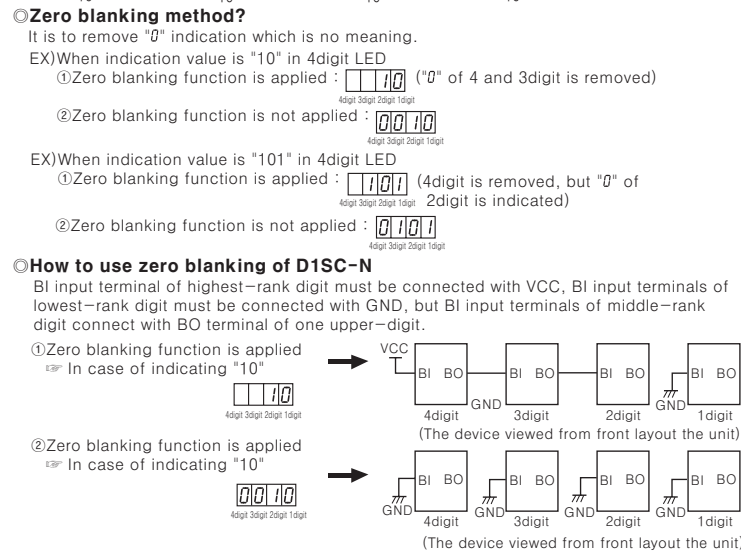 ◎Zero blanking method?
It is to remove "0" indication which is no meaning.
EX)When indication value is "10" in 4digit LED
①Zero blanking function is applied : 10 ("0" of 4 and 3digit is removed)
4digit 3digit 2digit 1digit
②Zero blanking function is not applied : 0010
4digit 3digit 2digit 1digit
EX)When indication value is "101" in 4digit LED
①Zero blanking function is applied : 101 (4digit is removed, but "0" of
4digit 3digit 2digit 1digit 2digit is indicated)
②Zero blanking function is not applied : 0101
4digit 3digit 2digit 1digit
◎How to use zero blanking of D1SC-N
BI input terminal of highest-rank digit must be connected with VCC, BI input terminals of
lowest-rank digit must be connected with GND, but BI input terminals of middle-rank
digit connect with BO terminal of one upper-digit.
①Zero blanking function is applied
☞ In case of indicating "10"
10
4digit 3digit 2digit 1digit
VCC
BI BO BI BO BI BO BI BO
GND GND
4digit 3digit 2digit 1digit
(The device viewed from front layout the unit)
②Zero blanking function is applied
☞ In case of indicating "10"
0010
4digit 3digit 2digit 1digit
BI BO BI BO BI BO BI BO
GND GND GND GND
4digit 3digit 2digit 1digit
(The device viewed from front layout the unit)